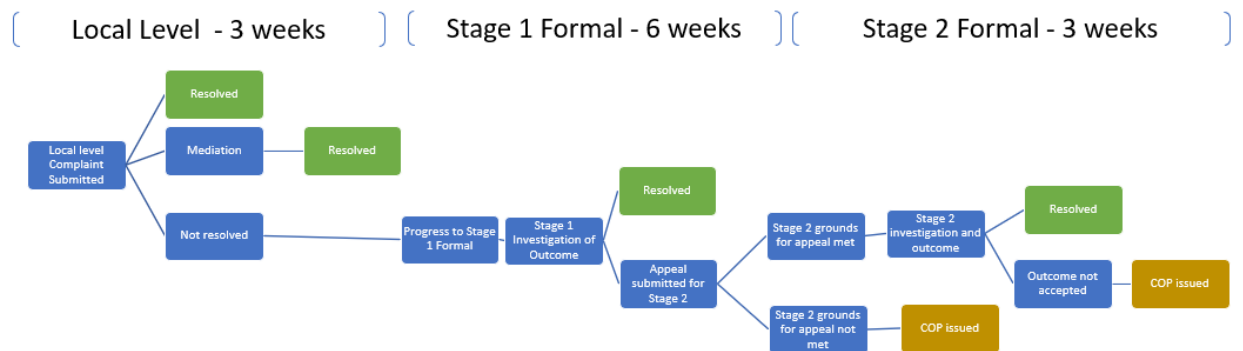 Local Level - 3 weeks
Stage 1 Formal - 6 weeks
Stage 2 Formal - 3 weeks
Resolved
Local level
Complaint
Submitted
Mediation
Resolved
Not resolved
Progress to Stage
1 Formal
Stage 1
Investigation of
Outcome
Resolved
Appeal
submitted for
Stage 2
Stage 2 grounds
for appeal met
Stage 2
investigation and
outcome
Resolved
Outcome not
accepted
COP issued
Stage 2 grounds
for appeal not
met
COP issued